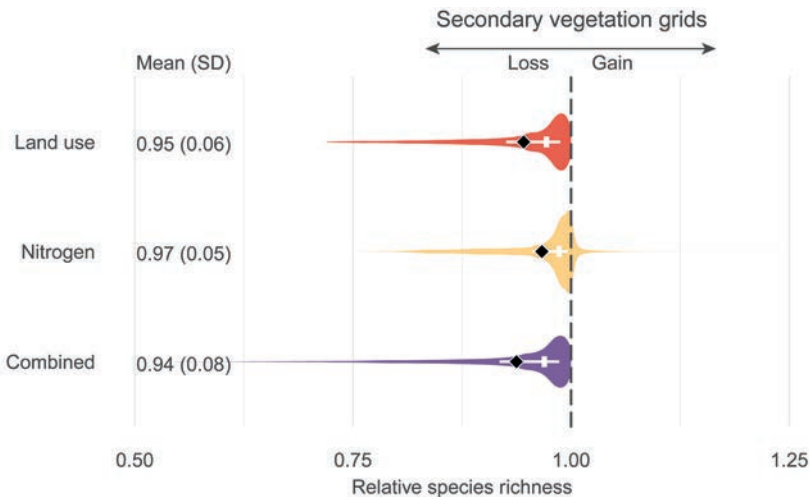 Secondary vegetation grids
Mean (SD)
Loss
Gain
Land use
0.95 (0.06)
Nitrogen
0.97 (0.05)
Combined
0.94 (0.08)
0.50
0.75
1.00
1.25
Relative species richness